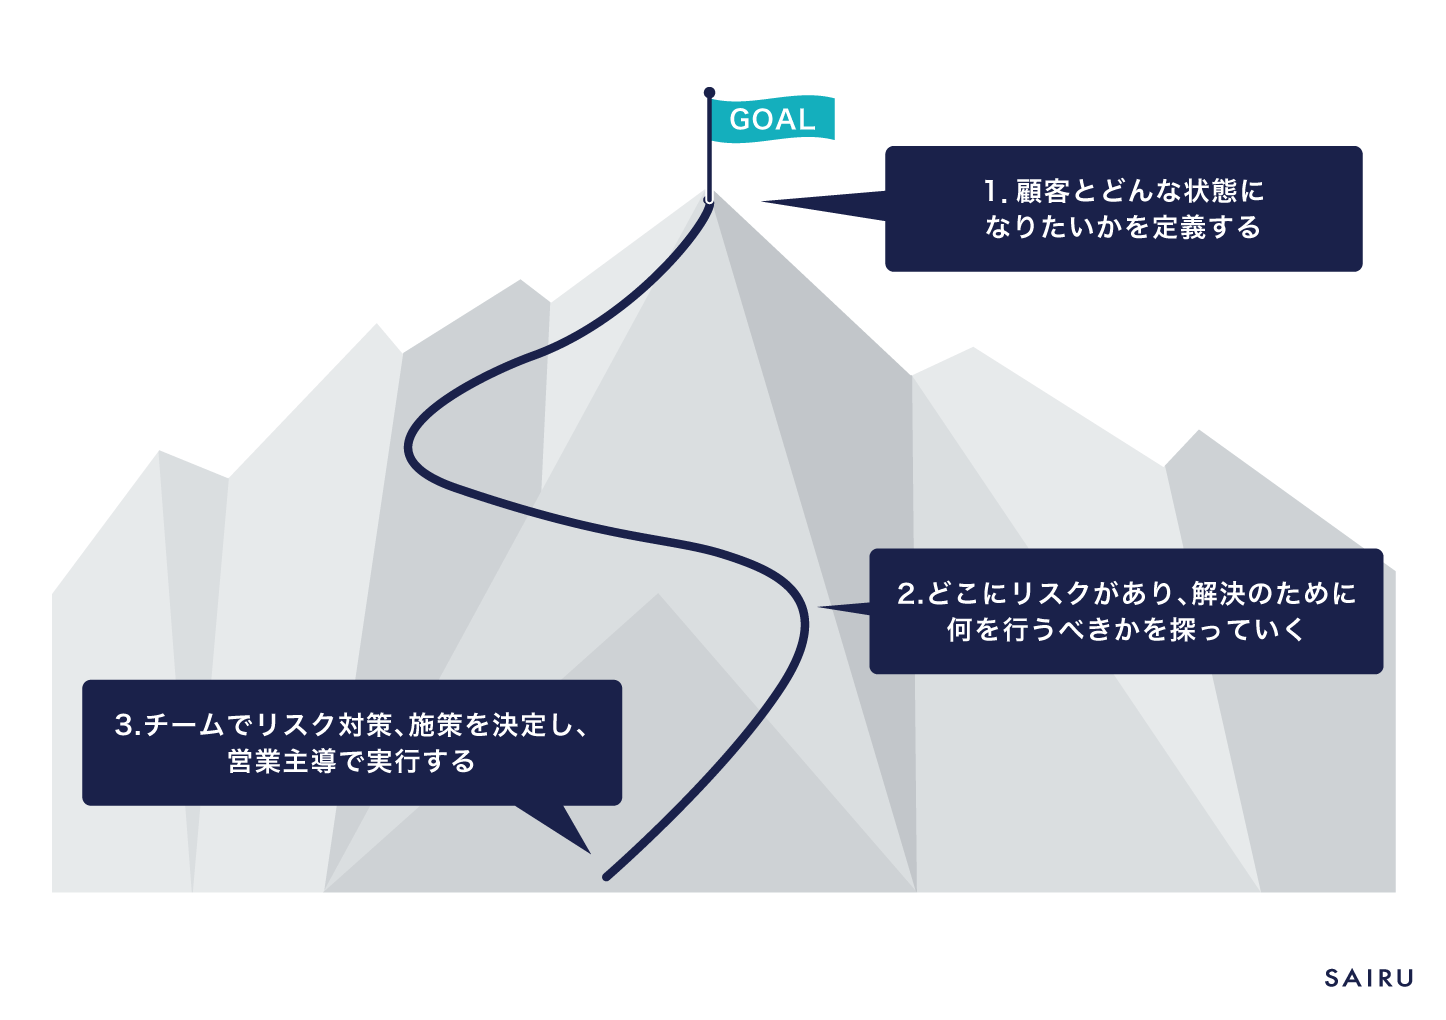 GOAL
1. 顧客とどんな状態に
なりたいかを定義する
2.どこにリスクがあり、解決のために
何を行うべきかを探っていく
3.チームでリスク対策、施策を決定し、
営業主導で実行する
SAIRU